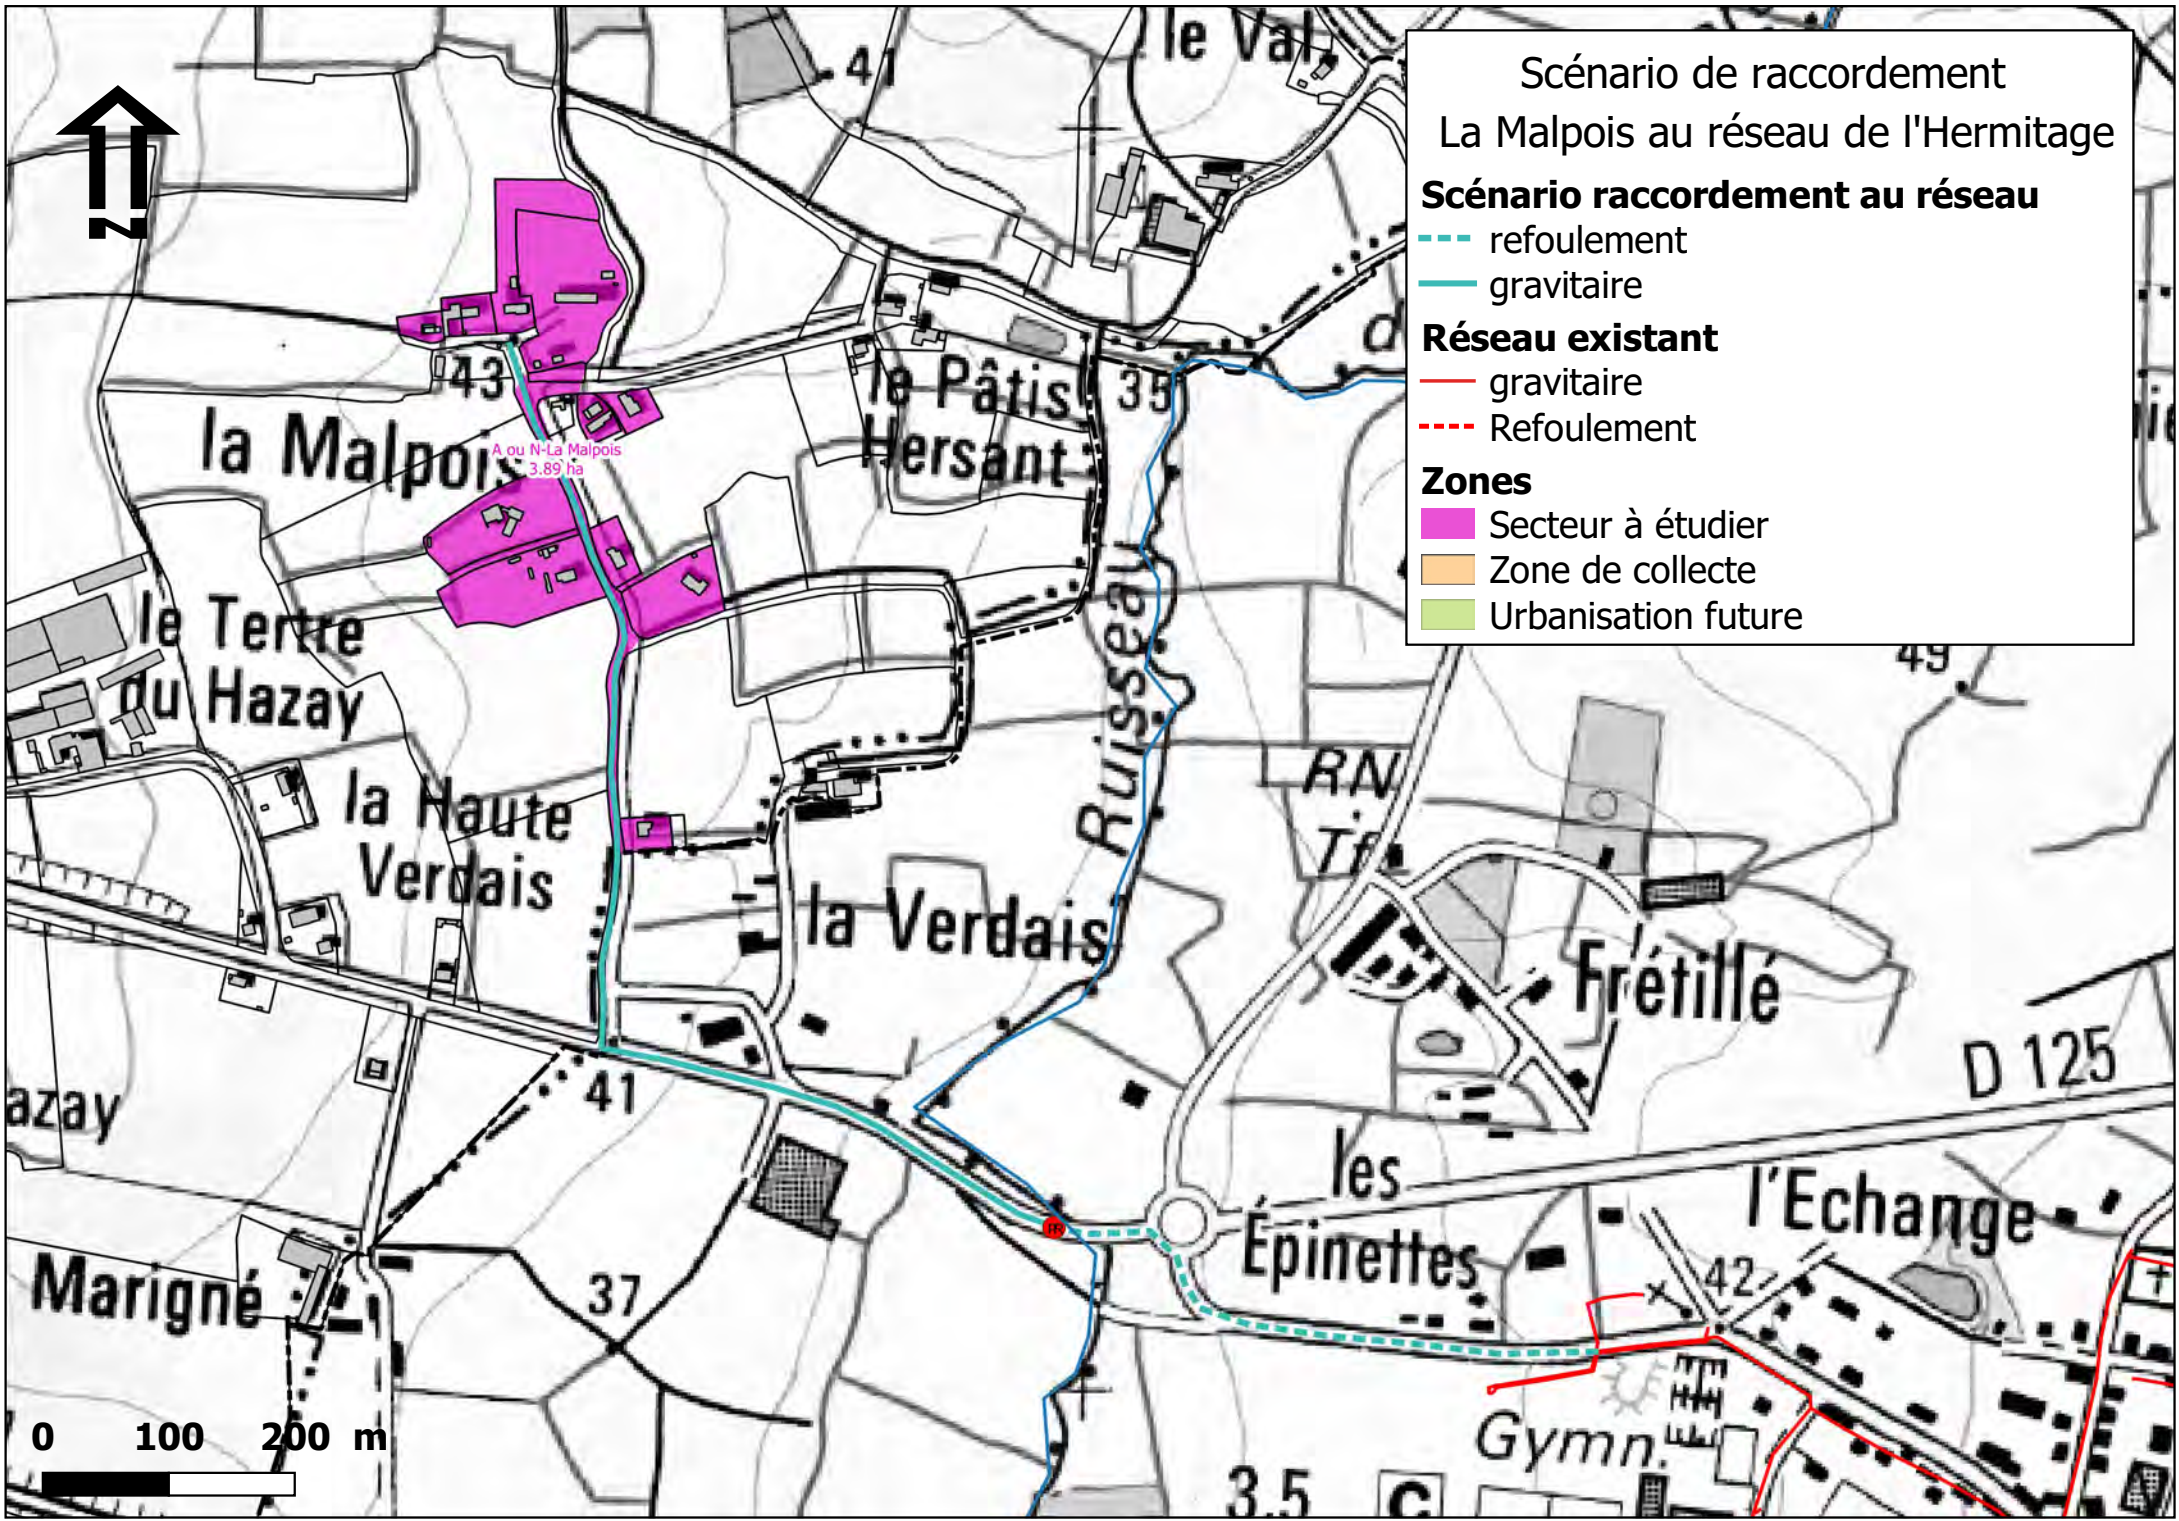 le Val
41
Scénario de raccordement
La Malpois au réseau de l'Hermitage
Scénario raccordement au réseau
refoulement
gravitaire
Réseau existant
gravitaire
Refoulement
Zones
Secteur à étudier
Zone de collecte
Urbanisation future
N
43
la Malpois
A ou N-La Malpois
3.89 ha
le Pâtis
Hersant
35
d
le Tertre
du Hazay
49
Ruisseau
RN
la Haute
Verdais
la Verdais
Frétillé
D 125
41
azay
les
Épinettes
l'Echange
PR
Marigné
37
42
Gymn.
3,5
C
0 100 200 m